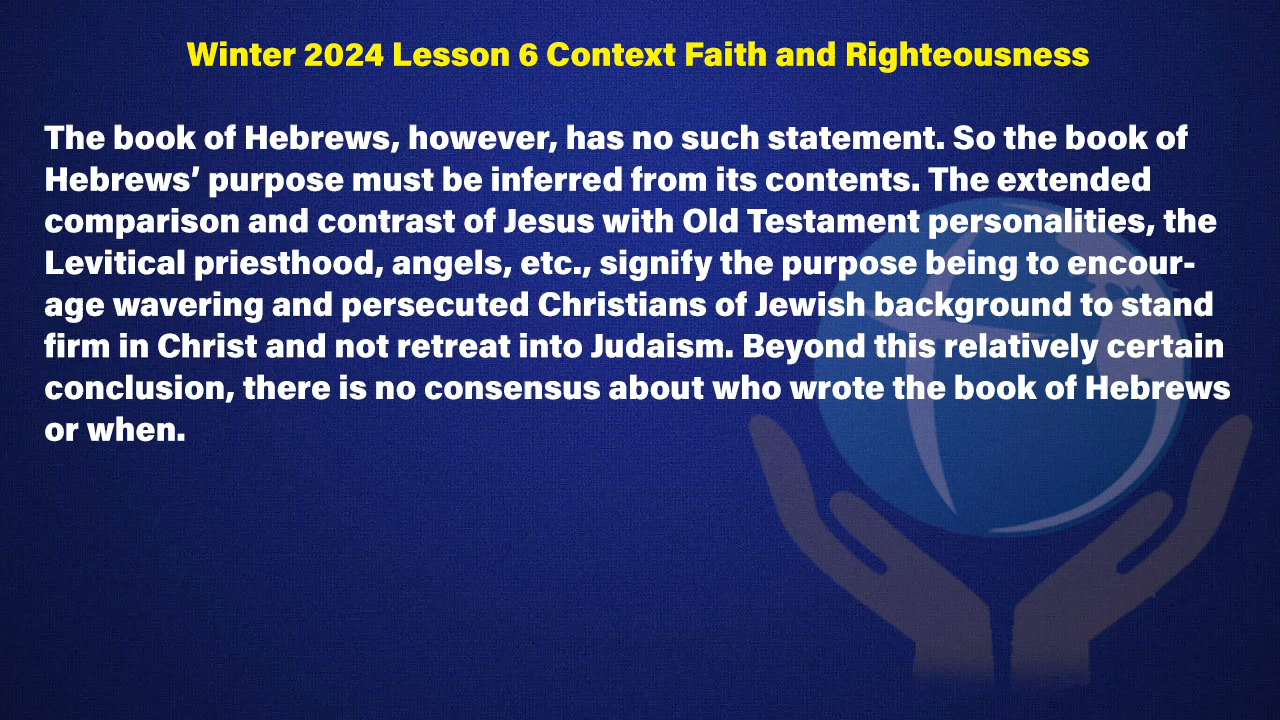 Winter 2024 Lesson 6 Context Faith and Righteousness
The book of Hebrews, however, has no such statement. So the book of
Hebrews’ purpose must be inferred from its contents. The extended
comparison and contrast of Jesus with Old Testament personalities, the
Levitical priesthood, angels, etc., signify the purpose being to encour-
age wavering and persecuted Christians of Jewish background to stand
firm in Christ and not retreat into Judaism. Beyond this relatively certain
conclusion, there is no consensus about who wrote the book of Hebrews
or when.